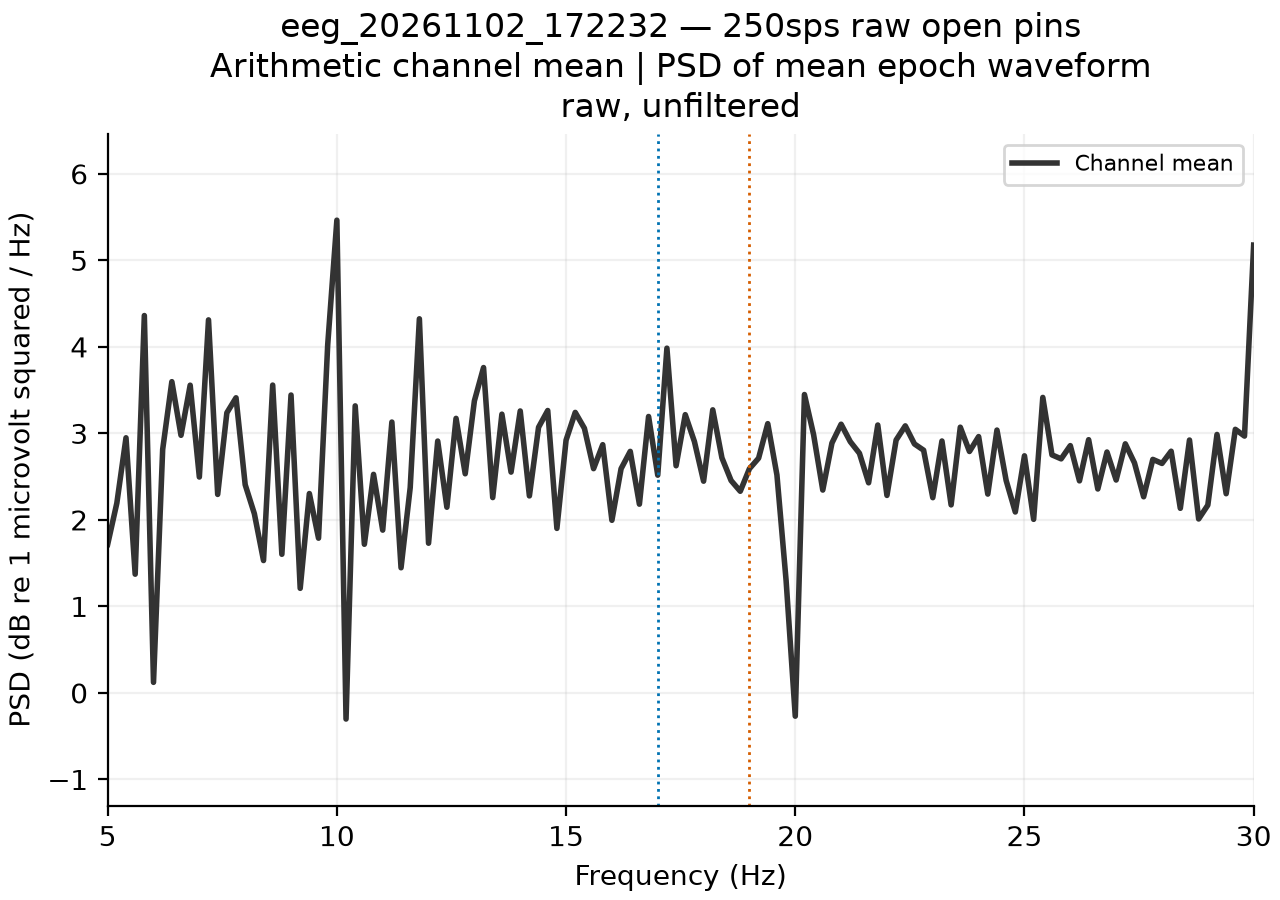 eeg_20261102_172232 — 250sps raw open pins
Arithmetic channel mean | PSD of mean epoch waveform
raw, unfiltered
Channel mean
PSD (dB re 1 microvolt squared / Hz)
6
5
4
3
2
1
0
−1
5
10
15
20
25
30
Frequency (Hz)